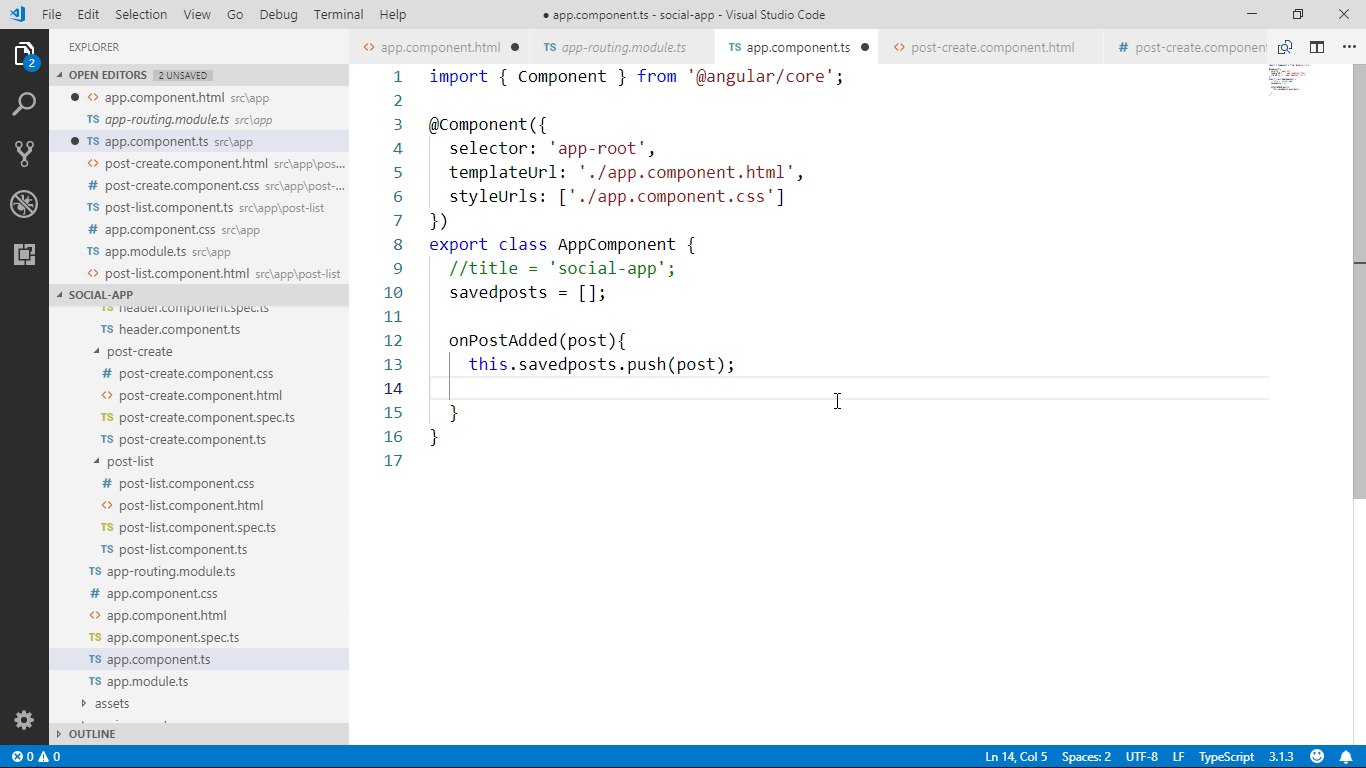 File Edit Selection View Go Debug Terminal Help
● app.component.ts - social-app - Visual Studio Code
2
EXPLORER
OPEN EDITORS 2 UNSAVED
<> app.component.html src\app
TS app-routing.module.ts src\app
TS app.component.ts src\app
<> post-create.component.html src\app\pos...
# post-create.component.css src\app\post-...
TS post-list.component.ts src\app\post-list
# app.component.css src\app
TS app.module.ts src\app
<> post-list.component.html src\app\post-list
SOCIAL-APP
TS header.component.spec.ts
TS header.component.ts
post-create
# post-create.component.css
<> post-create.component.html
TS post-create.component.spec.ts
TS post-create.component.ts
post-list
# post-list.component.css
<> post-list.component.html
TS post-list.component.spec.ts
TS post-list.component.ts
TS app-routing.module.ts
# app.component.css
<> app.component.html
TS app.component.spec.ts
TS app.component.ts
TS app.module.ts
assets
OUTLINE
<> app.component.html ● TS app-routing.module.ts TS app.component.ts ● <> post-create.component.html # post-create.componen
1 import { Component } from '@angular/core';
2
3 @Component({
4 selector: 'app-root',
5 templateUrl: './app.component.html',
6 styleUrls: ['./app.component.css']
7 })
8 export class AppComponent {
9 //title = 'social-app';
10 savedposts = [];
11
12 onPostAdded(post){
13 this.savedposts.push(post);
14
15 }
16 }
17
0 0 Ln 14, Col 5 Spaces: 2 UTF-8 LF TypeScript 3.1.3